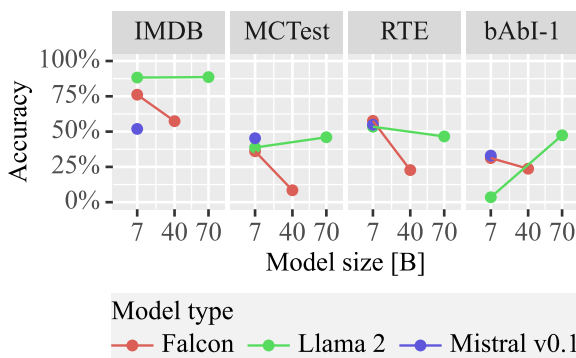 IMDB MCTest RTE bAbI-1
100%
75%
50%
25%
0%
Accuracy
7 40 70 7 40 70 7 40 70 7 40 70
Model size [B]
Model type
Falcon Llama 2 Mistral v0.1